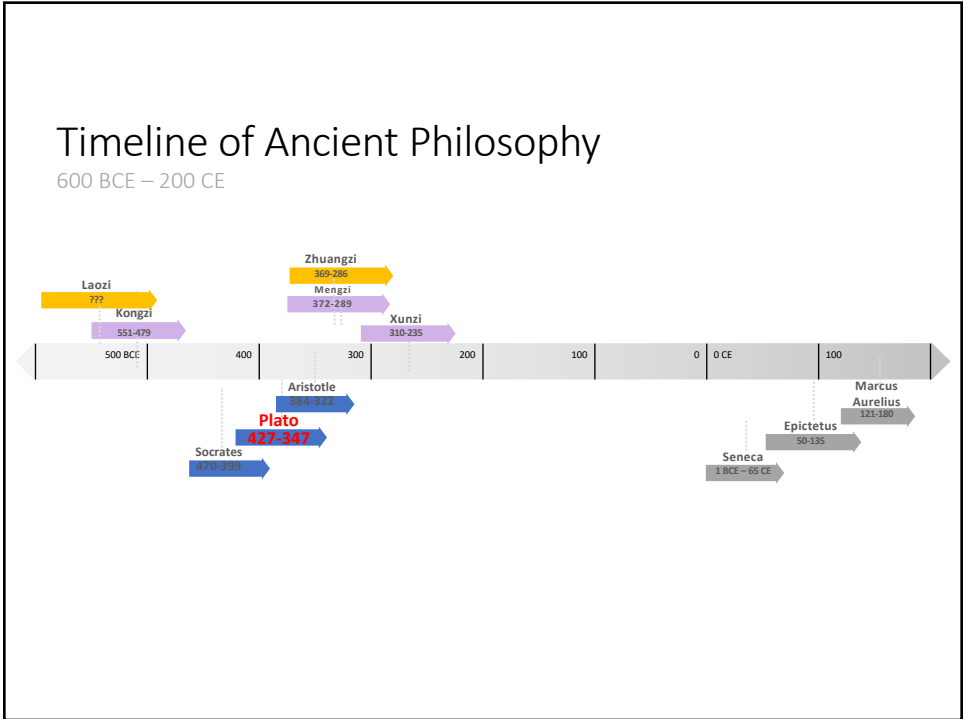 Timeline of Ancient Philosophy
600 BCE – 200 CE
Zhuangzi
369-286
Laozi
???
Mengzi
372-289
Kongzi
551-479
Xunzi
310-235
500 BCE 400 300 200 100 0 0 CE 100
Aristotle
384-322
Marcus
Aurelius
121-180
Plato
427-347
Epictetus
50-135
Socrates
470-399
Seneca
1 BCE – 65 CE